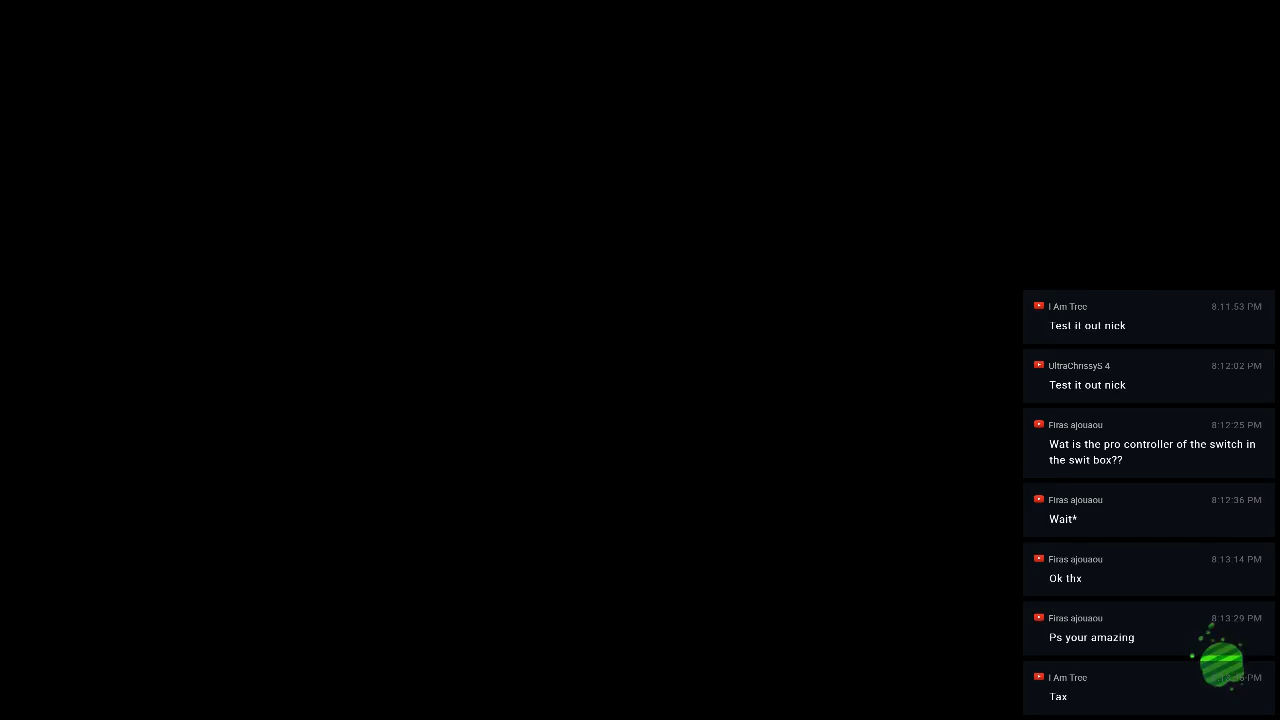 I Am Tree 8:11:53 PM
Test it out nick
UltraChrissyS 4 8:12:02 PM
Test it out nick
Firas ajouaou 8:12:25 PM
Wat is the pro controller of the switch in
the swit box??
Firas ajouaou 8:12:36 PM
Wait*
Firas ajouaou 8:13:14 PM
Ok thx
Firas ajouaou 8:13:29 PM
Ps your amazing
I Am Tree PM
Tax